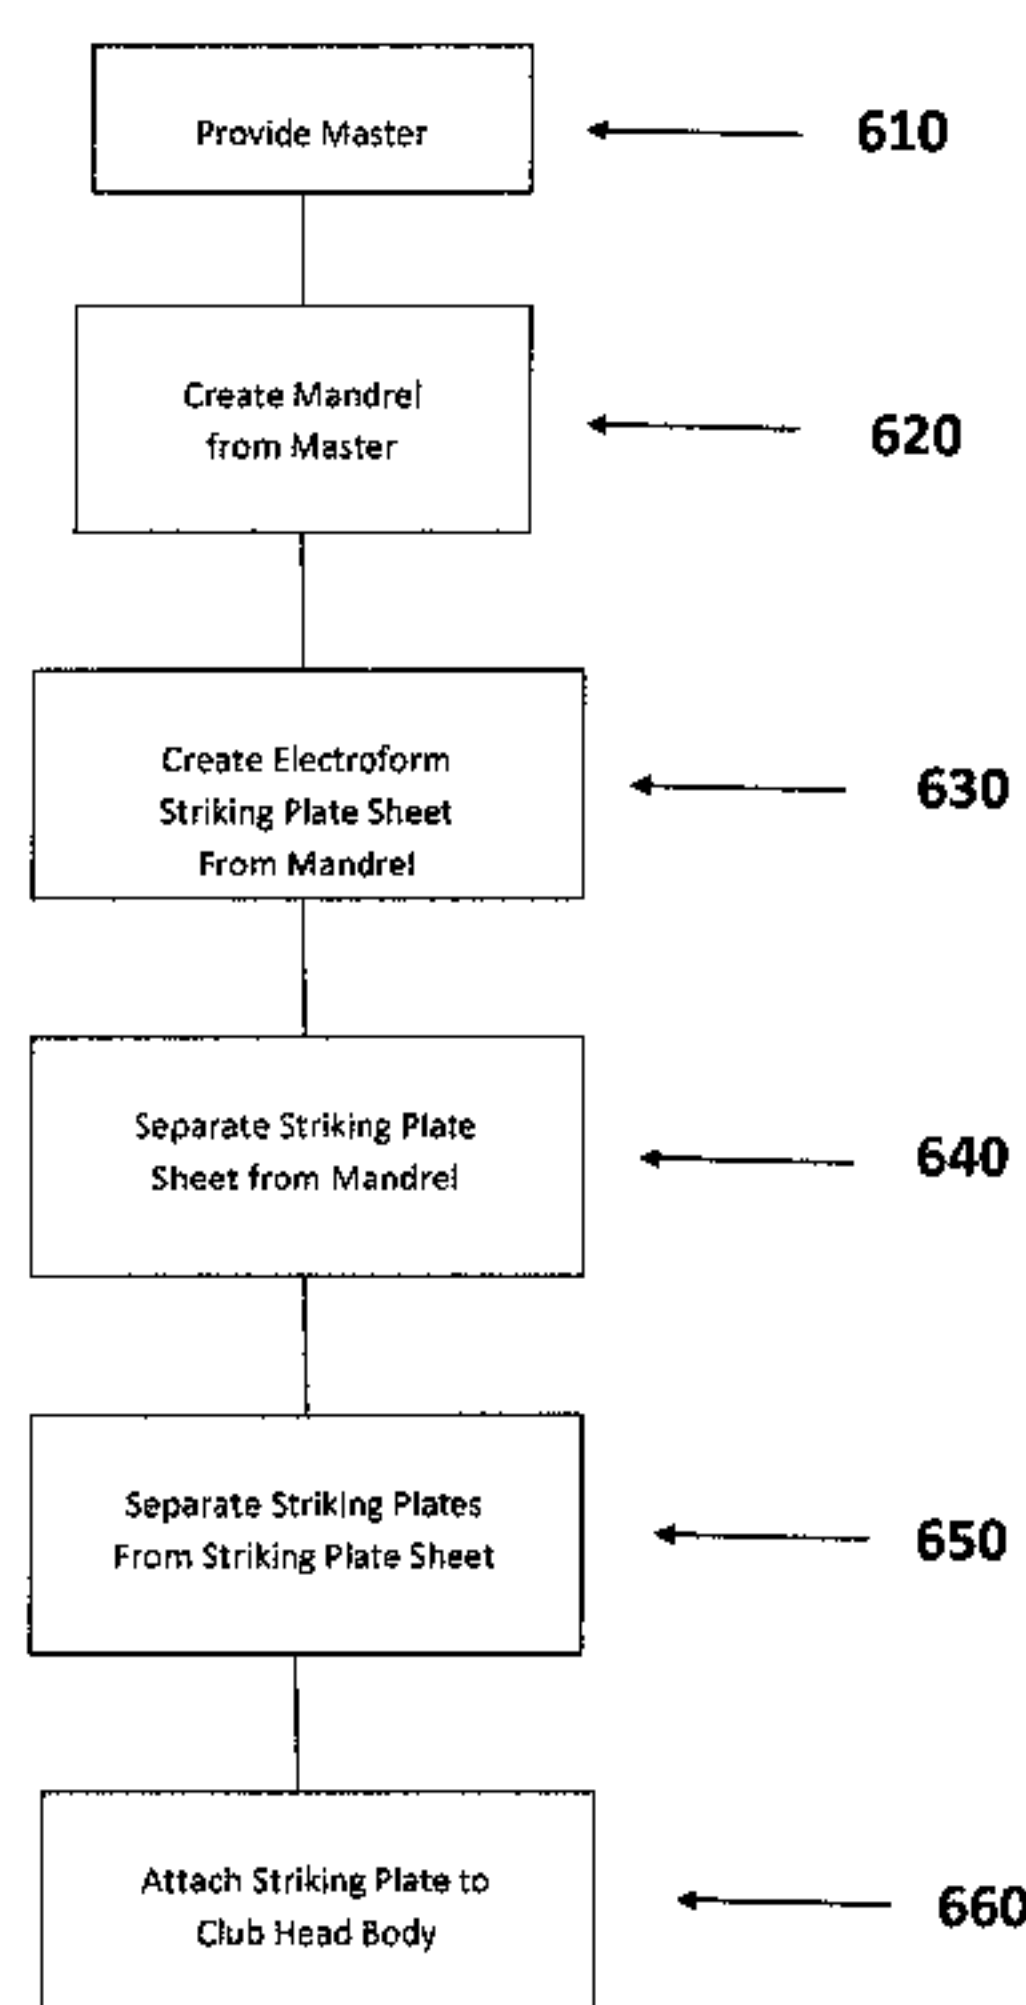 Provide Master
610
Create Mandrel
from Master
620
Create Electroform
Striking Plate Sheet
From Mandrel
630
Separate Striking Plate
Sheet from Mandrel
640
Separate Striking Plates
From Striking Plate Sheet
650
Attach Striking Plate to
Club Head Body
660